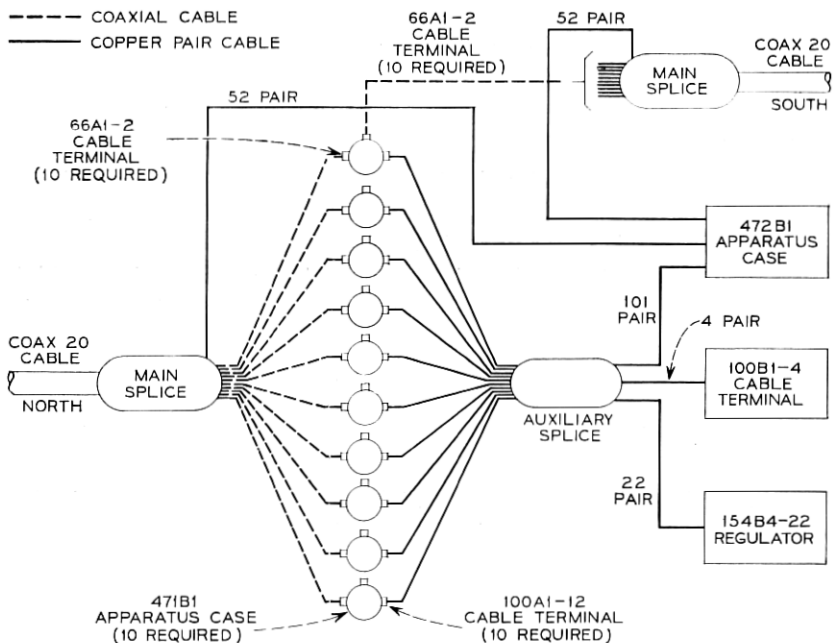 COAXIAL CABLE
COPPER PAIR CABLE
66A1-2
CABLE
TERMINAL
(10 REQUIRED)
52 PAIR
MAIN
SPLICE
COAX 20
CABLE
SOUTH
52 PAIR
66A1-2
CABLE
TERMINAL
(10 REQUIRED)
472B1
APPARATUS
CASE
101
PAIR
4 PAIR
COAX 20
CABLE
NORTH
MAIN
SPLICE
AUXILIARY
SPLICE
100B1-4
CABLE
TERMINAL
22
PAIR
154B4-22
REGULATOR
471B1
APPARATUS CASE
(10 REQUIRED)
100A1-12
CABLE TERMINAL
(10 REQUIRED)